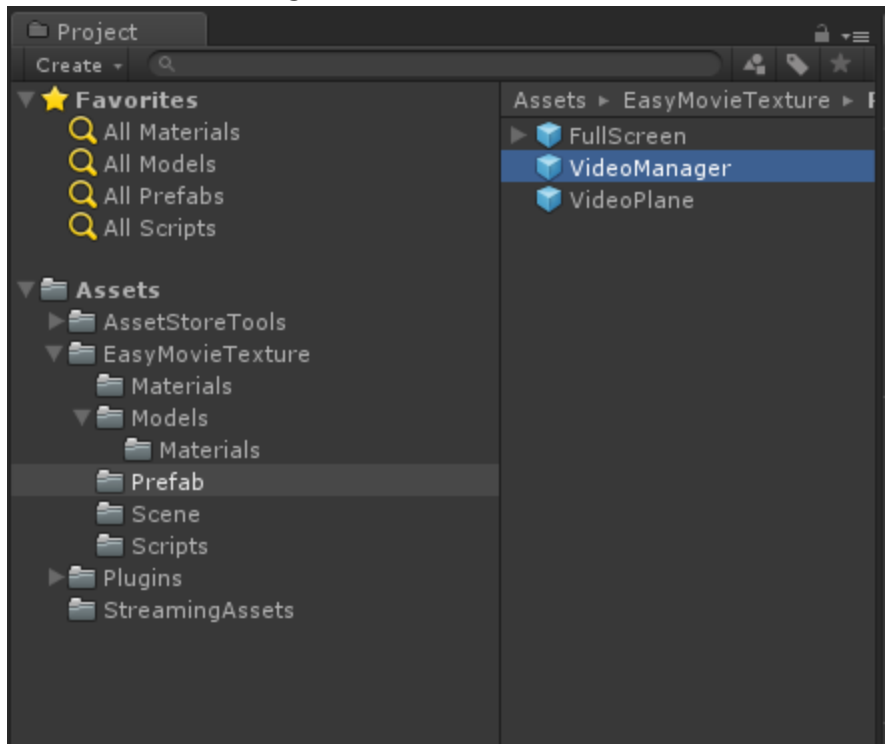 Project
Create
Favorites
All Materials
All Models
All Prefabs
All Scripts
Assets
AssetStoreTools
EasyMovieTexture
Materials
Models
Materials
Prefab
Scene
Scripts
Plugins
StreamingAssets
Assets ▸ EasyMovieTexture ▸
FullScreen
VideoManager
VideoPlane